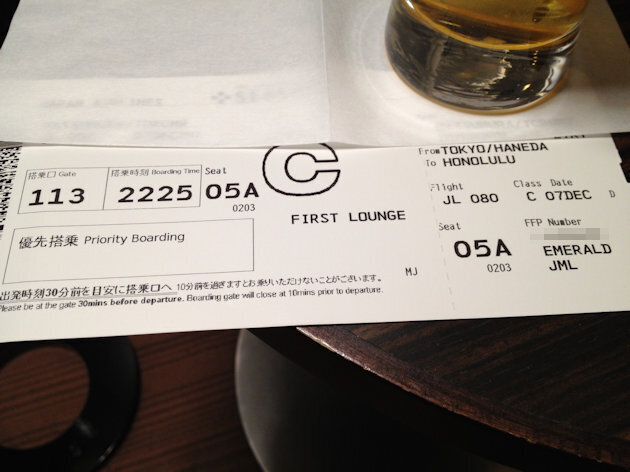 搭乗口 Gate
搭乗時刻 Boarding Time
Seat
113
2225
05A
0203
C
FIRST LOUNGE
優先搭乗 Priority Boarding
出発時刻30分前を目安に搭乗口へ 10分前を過ぎますとお乗りいただけないことがございます。
Please be at the gate 30mins before departure. Boarding gate will close at 10mins prior to departure.
MJ
From TOKYO/HANEDA
To HONOLULU
Flight
Class
Date
JL 080
C
07DEC
D
Seat
FFP Number
05A
0203
EMERALD
JML